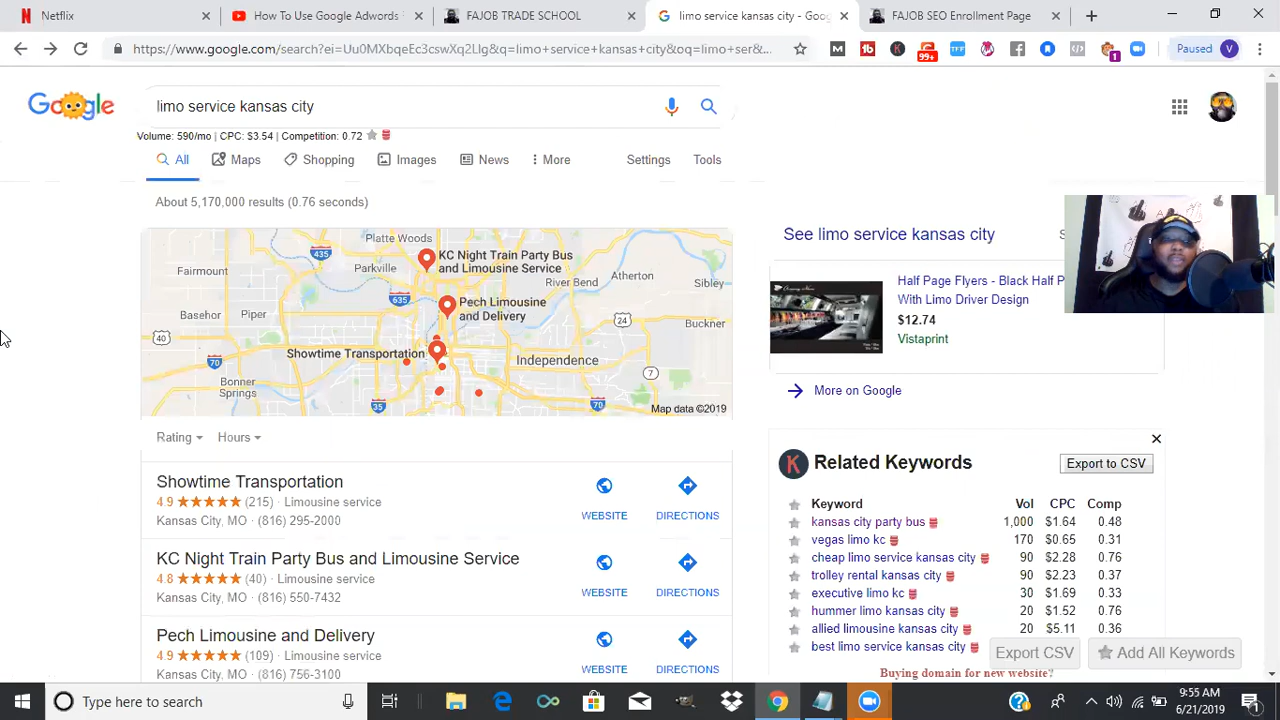 Netflix
How To Use Google Adwords
FAJOB TRADE SCHOOL
limo service kansas city - Goo
FAJOB SEO Enrollment Page
https://www.google.com/search?ei=Uu0MXbqeEc3cswXq2LIg&q=limo+service+kansas+city&oq=limo+ser&...
99+
1
Paused
V
Google
limo service kansas city
Volume: 590/mo | CPC: $3.54 | Competition: 0.72
All
Maps
Shopping
Images
News
More
Settings
Tools
About 5,170,000 results (0.76 seconds)
Platte Woods
435
Parkville
KC Night Train Party Bus
and Limousine Service
Fairmount
River Bend
Atherton
Sibley
635
Pech Limousine
and Delivery
Basehor
Piper
40
24
Buckner
Showtime Transportation
Independence
70
7
Bonner
Springs
35
70
Map data ©2019
Rating
Hours
Showtime Transportation
4.9 ★★★★★ (215) · Limousine service
Kansas City, MO · (816) 295-2000
WEBSITE
DIRECTIONS
KC Night Train Party Bus and Limousine Service
4.8 ★★★★★ (40) · Limousine service
Kansas City, MO · (816) 550-7432
WEBSITE
DIRECTIONS
Pech Limousine and Delivery
4.9 ★★★★★ (109) · Limousine service
Kansas City, MO · (816) 756-3100
WEBSITE
DIRECTIONS
See limo service kansas city
Half Page Flyers - Black Half P
With Limo Driver Design
$12.74
Vistaprint
More on Google
K
Related Keywords
Export to CSV
Keyword Vol CPC Comp
kansas city party bus 1,000 $1.64 0.48
vegas limo kc 170 $0.65 0.31
cheap limo service kansas city 90 $2.28 0.76
trolley rental kansas city 90 $2.23 0.37
executive limo kc 30 $1.69 0.33
hummer limo kansas city 20 $1.52 0.76
allied limousine kansas city 20 $5.11 0.36
best limo service kansas city
Export CSV
Add All Keywords
Buying domain for new website?
Type here to search
9:55 AM
6/21/2019
1